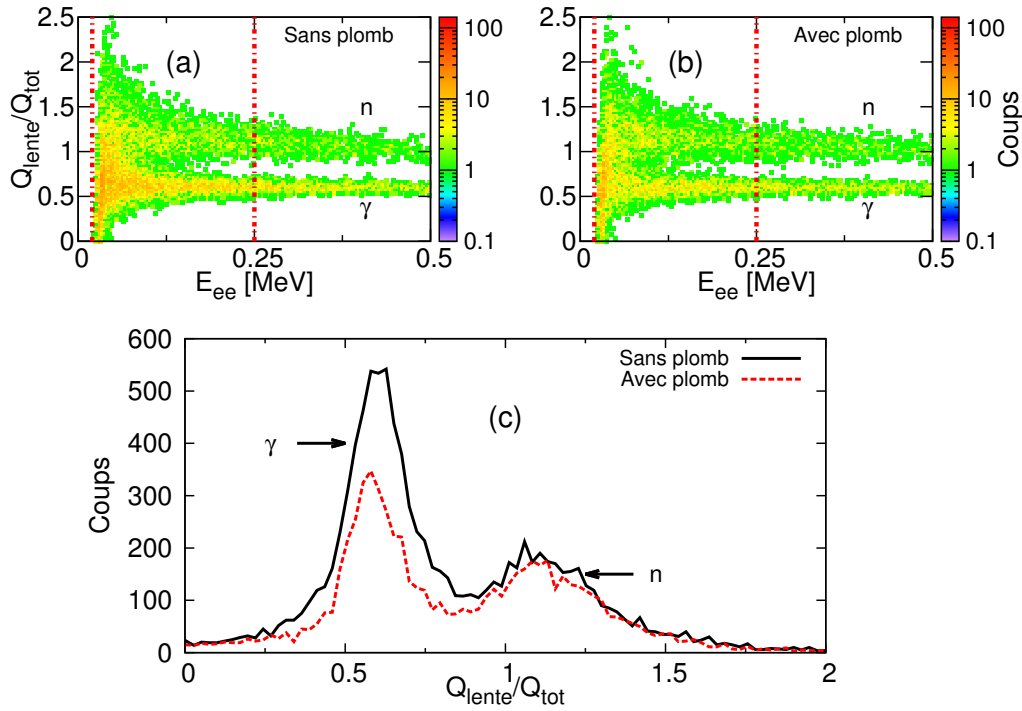 Sans plomb
(a)
n
γ
Q_lente/Q_tot
2.5
2
1.5
1
0.5
0
0 0.25 0.5
E_ee [MeV]
100
10
1
0.1
Avec plomb
(b)
n
γ
2.5
2
1.5
1
0.5
0
0 0.25 0.5
E_ee [MeV]
100
10
1
0.1
Coups
600
500
400
300
200
100
0
Coups
Sans plomb
Avec plomb
(c)
γ
n
0 0.5 1 1.5 2
Q_lente/Q_tot